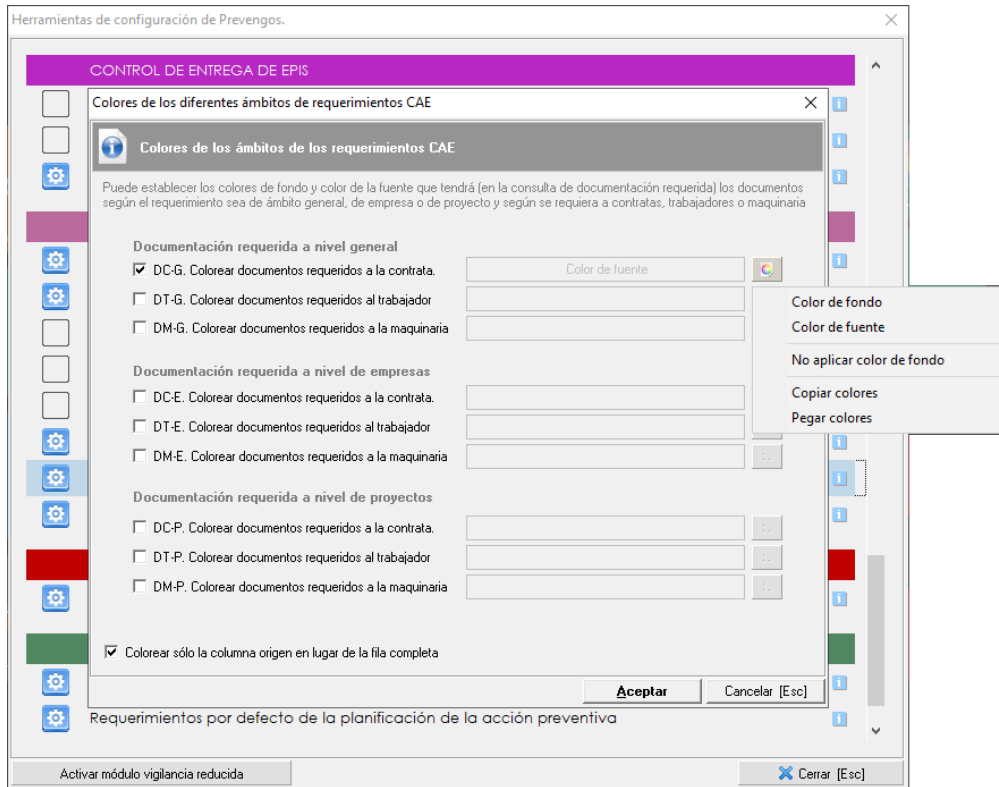 Herramientas de configuración de Prevengos.
CONTROL DE ENTREGA DE EPIS
Colores de los diferentes ámbitos de requerimientos CAE
Colores de los ámbitos de los requerimientos CAE
Puede establecer los colores de fondo y color de la fuente que tendrá (en la consulta de documentación requerida) los documentos
según el requerimiento sea de ámbito general, de empresa o de proyecto y según se requiera a contratas, trabajadores o maquinaria
Documentación requerida a nivel general
DC-G. Colorear documentos requeridos a la contrata.
Color de fuente
DT-G. Colorear documentos requeridos al trabajador
DM-G. Colorear documentos requeridos a la maquinaria
Color de fondo
Color de fuente
No aplicar color de fondo
Copiar colores
Pegar colores
Documentación requerida a nivel de empresas
DC-E. Colorear documentos requeridos a la contrata.
DT-E. Colorear documentos requeridos al trabajador
DM-E. Colorear documentos requeridos a la maquinaria
Documentación requerida a nivel de proyectos
DC-P. Colorear documentos requeridos a la contrata.
DT-P. Colorear documentos requeridos al trabajador
DM-P. Colorear documentos requeridos a la maquinaria
Colorear sólo la columna origen en lugar de la fila completa
Aceptar
Cancelar [Esc]
Requerimientos por defecto de la planificación de la acción preventiva
Activar módulo vigilancia reducida
Cerrar [Esc]